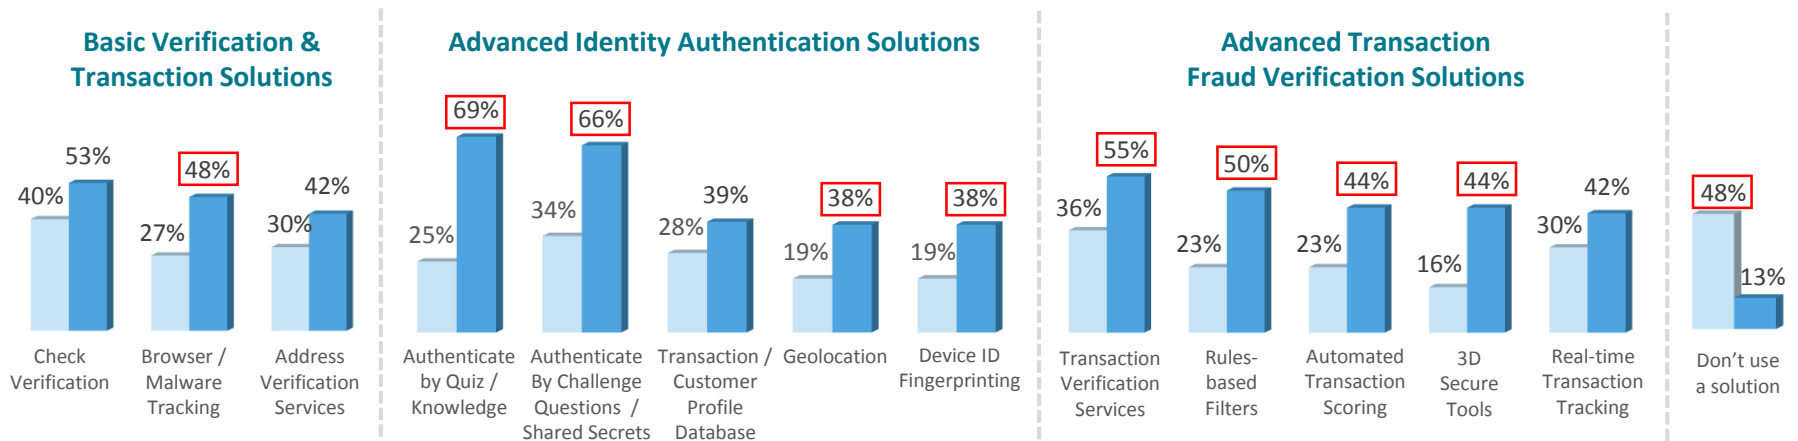 Basic Verification &
Transaction Solutions
40%
53%
27%
48%
30%
42%
Check
Verification
Browser /
Malware
Tracking
Address
Verification
Services
Advanced Identity Authentication Solutions
25%
69%
34%
66%
28%
39%
19%
38%
19%
38%
Authenticate
by Quiz /
Knowledge
Authenticate
By Challenge
Questions /
Shared Secrets
Transaction /
Customer
Profile
Database
Geolocation
Device ID
Fingerprinting
Advanced Transaction
Fraud Verification Solutions
36%
55%
23%
50%
23%
44%
16%
44%
30%
42%
Transaction
Verification
Services
Rules-
based
Filters
Automated
Transaction
Scoring
3D
Secure
Tools
Real-time
Transaction
Tracking
48%
13%
Don’t use
a solution